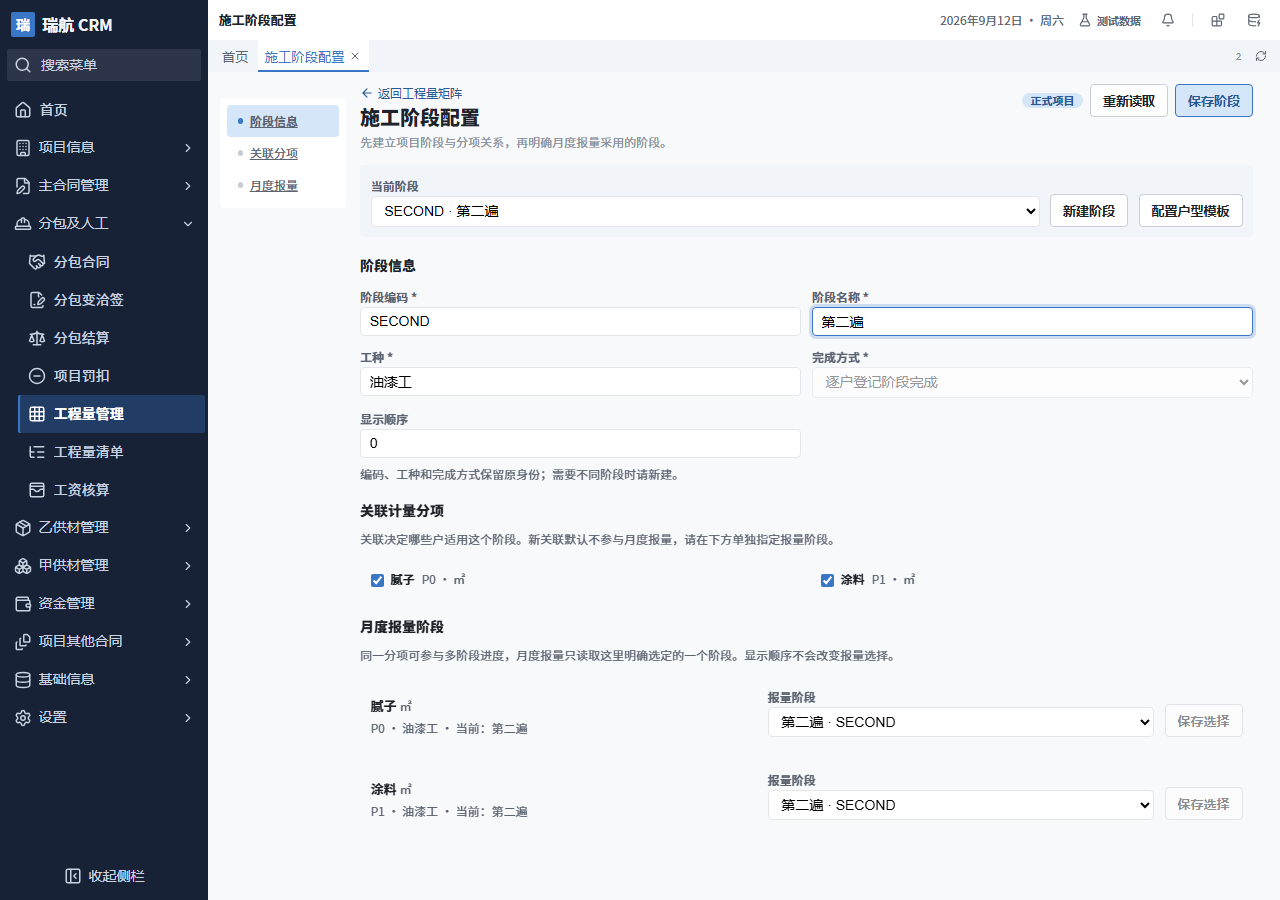 瑞 瑞航 CRM
搜索菜单
首页
项目信息
主合同管理
分包及人工
分包合同
分包变洽签
分包结算
项目罚扣
工程量管理
工程量清单
工资核算
乙供材管理
甲供材管理
资金管理
项目其他合同
基础信息
设置
收起侧栏
施工阶段配置
2026年9月12日 · 周六
测试数据
首页
施工阶段配置 ×
2
阶段信息
关联分项
月度报量
← 返回工程量矩阵
施工阶段配置
先建立项目阶段与分项关系，再明确月度报量采用的阶段。
正式项目
重新读取
保存阶段
当前阶段
SECOND · 第二遍
新建阶段
配置户型模板
阶段信息
阶段编码 *
SECOND
阶段名称 *
第二遍
工种 *
油漆工
完成方式 *
逐户登记阶段完成
显示顺序
0
编码、工种和完成方式保留原身份；需要不同阶段时请新建。
关联计量分项
关联决定哪些户适用这个阶段。新关联默认不参与月度报量，请在下方单独指定报量阶段。
腻子 P0 · ㎡
涂料 P1 · ㎡
月度报量阶段
同一分项可参与多阶段进度，月度报量只读取这里明确选定的一个阶段。显示顺序不会改变报量选择。
腻子 ㎡
P0 · 油漆工 · 当前：第二遍
报量阶段
第二遍 · SECOND
保存选择
涂料 ㎡
P1 · 油漆工 · 当前：第二遍
报量阶段
第二遍 · SECOND
保存选择